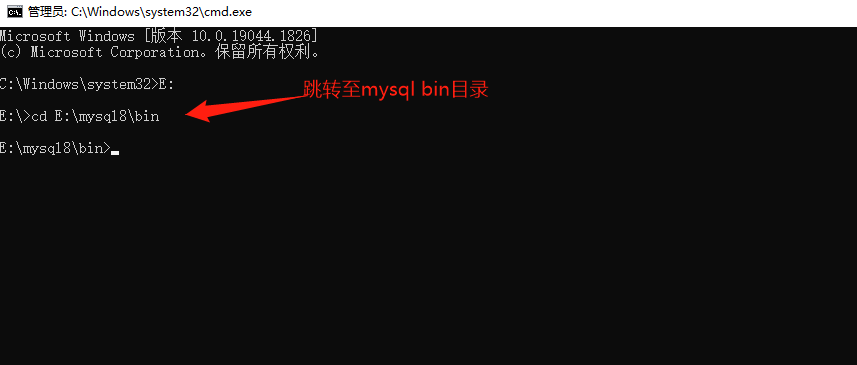 管理员: C:\Windows\system32\cmd.exe
Microsoft Windows [版本 10.0.19044.1826]
(c) Microsoft Corporation。保留所有权利。
C:\Windows\system32>E:
跳转至mysql bin目录
E:\>cd E:\mysql8\bin
E:\mysql8\bin>